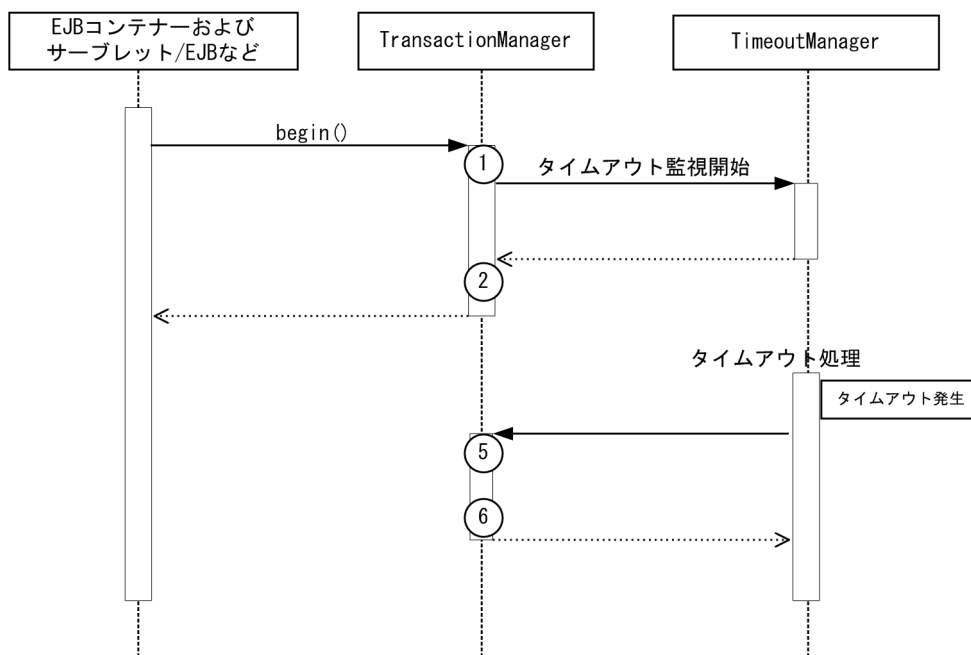 EJBコンテナーおよび
サーブレット/EJBなど
TransactionManager
TimeoutManager
begin()
1
タイムアウト監視開始
2
タイムアウト処理
タイムアウト発生
5
6